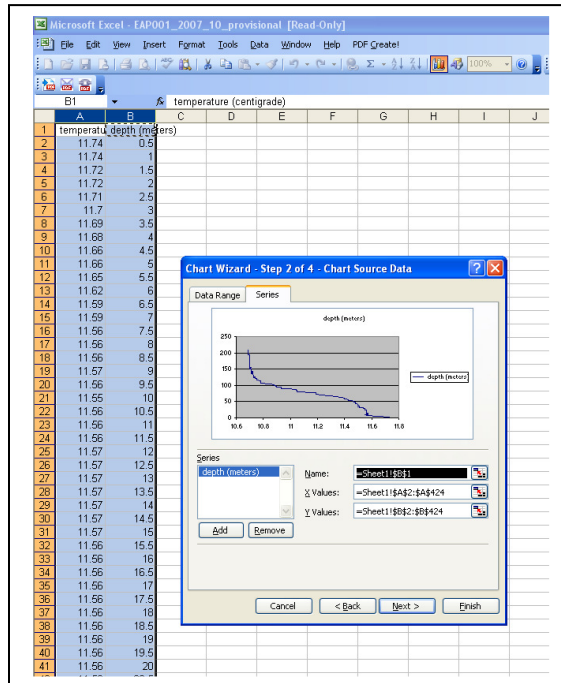 Microsoft Excel - EAP001_2007_10_provisional [Read-Only]
File Edit View Insert Format Tools Data Window Help PDF Create!
100%
B1 fx temperature (centigrade)
A B C D E F G H I J
1 temperatu depth (meters)
2 11.74 0.5
3 11.74 1
4 11.72 1.5
5 11.72 2
6 11.71 2.5
7 11.7 3
8 11.69 3.5
9 11.68 4
10 11.66 4.5
11 11.66 5
12 11.65 5.5
13 11.62 6
14 11.59 6.5
15 11.59 7
16 11.56 7.5
17 11.56 8
18 11.56 8.5
19 11.57 9
20 11.56 9.5
21 11.55 10
22 11.56 10.5
23 11.56 11
24 11.56 11.5
25 11.57 12
26 11.57 12.5
27 11.57 13
28 11.57 13.5
29 11.57 14
30 11.57 14.5
31 11.57 15
32 11.56 15.5
33 11.56 16
34 11.56 16.5
35 11.56 17
36 11.56 17.5
37 11.56 18
38 11.56 18.5
39 11.56 19
40 11.56 19.5
41 11.56 20
Chart Wizard - Step 2 of 4 - Chart Source Data
Data Range Series
depth (meters)
250
200
150
100
50
0
10.6 10.8 11 11.2 11.4 11.6 11.8
depth (meters)
Series
depth (meters)
Name: =Sheet1!$B$1
X Values: =Sheet1!$A$2:$A$424
Y Values: =Sheet1!$B$2:$B$424
Add Remove
Cancel < Back Next > Finish